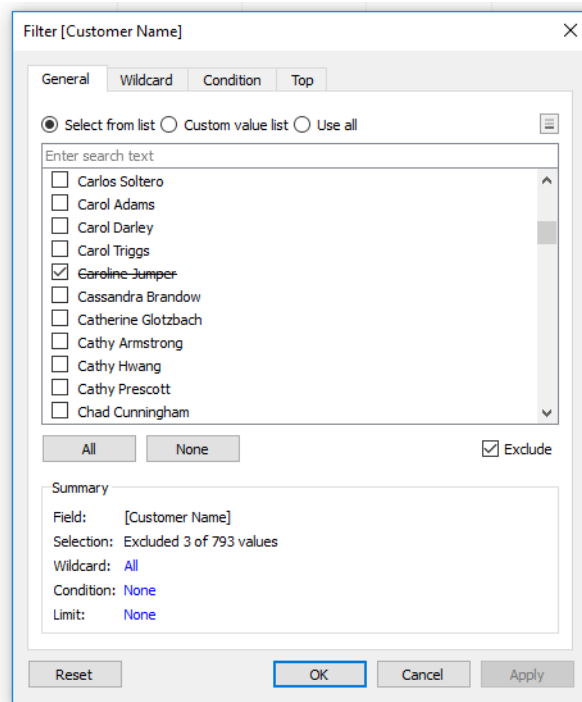 Filter [Customer Name]
General Wildcard Condition Top
Select from list Custom value list Use all
Enter search text
Carlos Soltero
Carol Adams
Carol Darley
Carol Triggs
Caroline Jumper
Cassandra Brandow
Catherine Glotzbach
Cathy Armstrong
Cathy Hwang
Cathy Prescott
Chad Cunningham
All None Exclude
Summary
Field: [Customer Name]
Selection: Excluded 3 of 793 values
Wildcard: All
Condition: None
Limit: None
Reset OK Cancel Apply